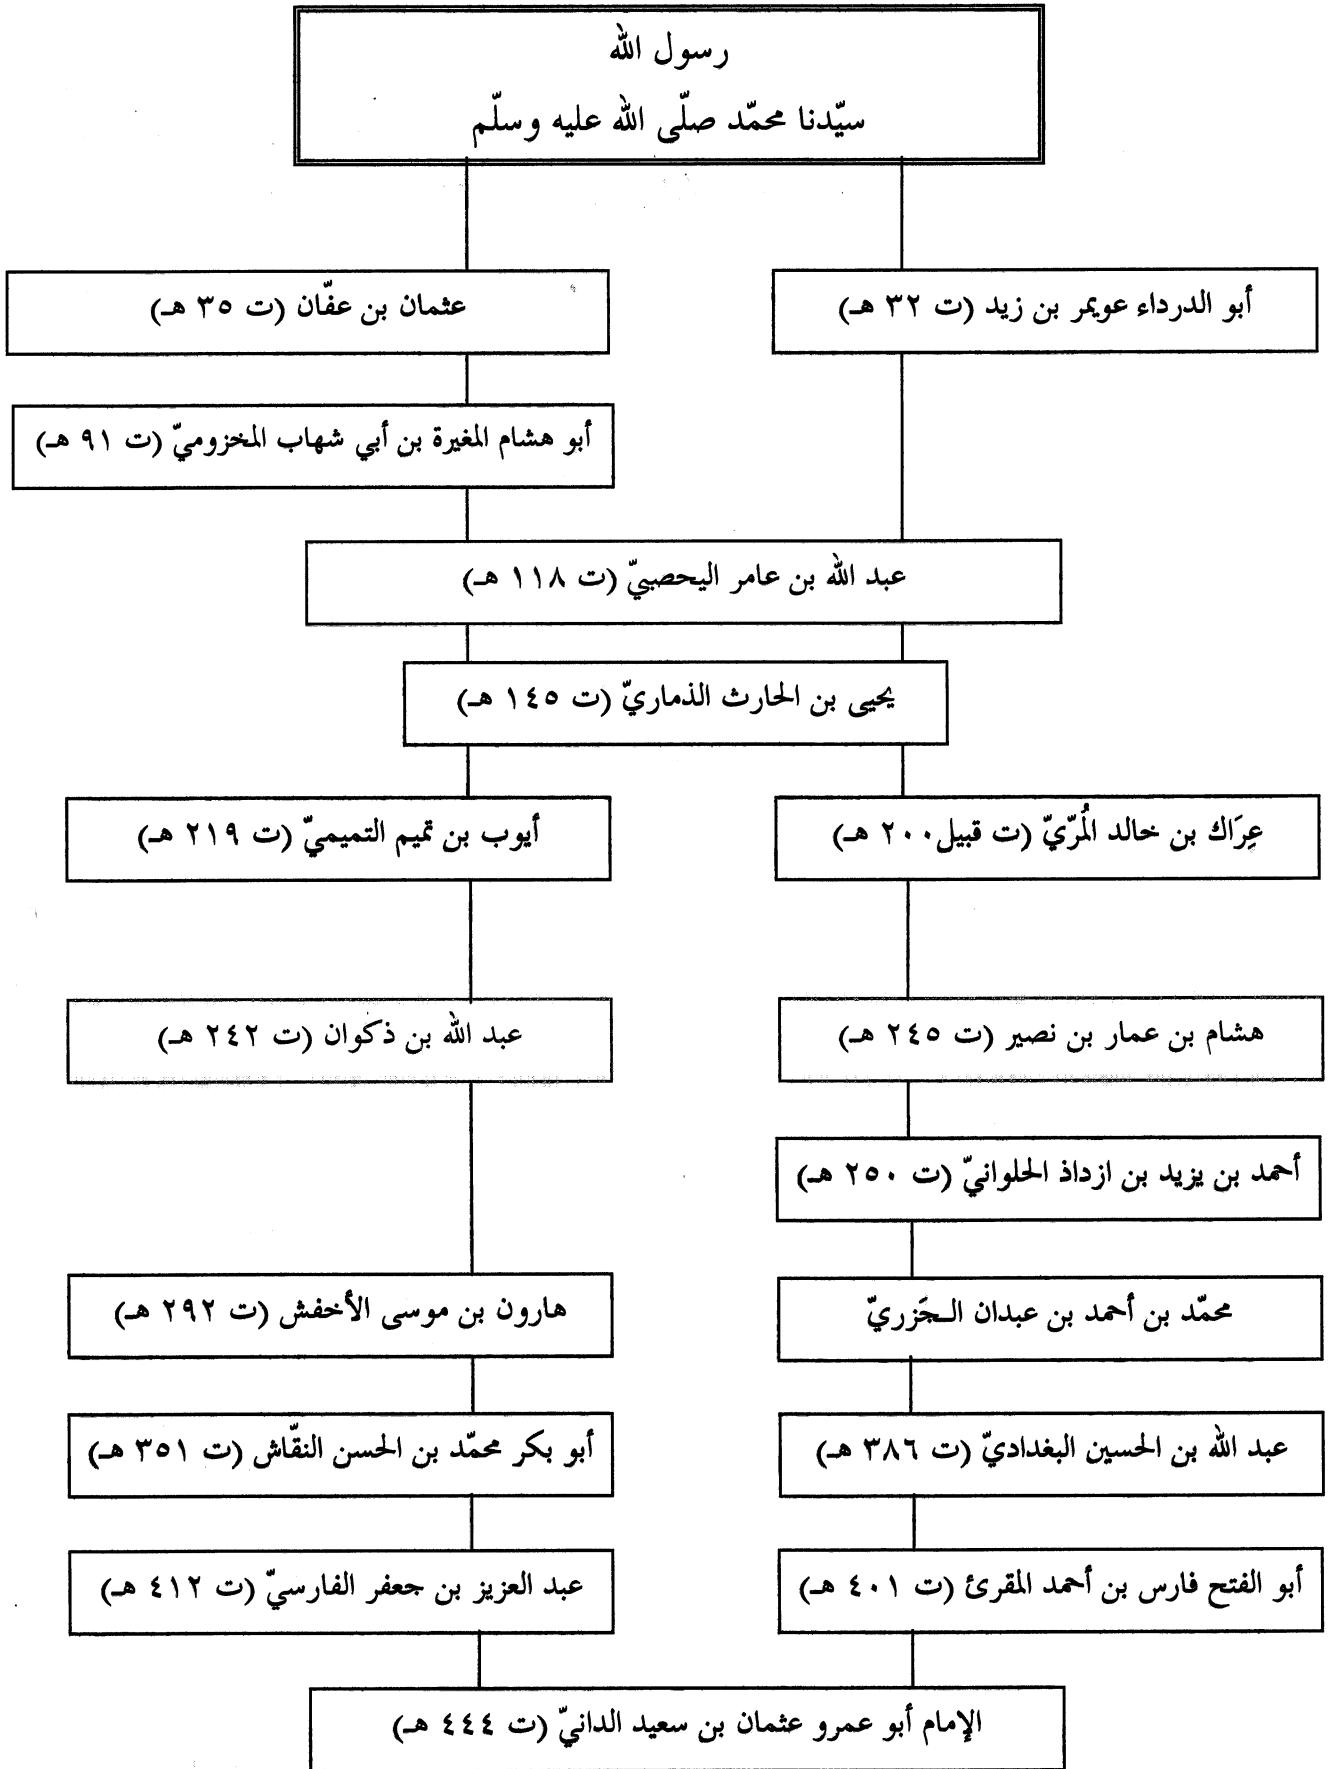 رسول الله
سيّدنا محمّد صلّى الله عليه وسلّم
أبو الدرداء عويمر بن زيد (ت ٣٢ هـ)
عثمان بن عفّان (ت ٣٥ هـ)
أبو هشام المغيرة بن أبي شهاب المخزوميّ (ت ٩١ هـ)
عبد الله بن عامر اليحصبيّ (ت ١١٨ هـ)
يحيى بن الحارث الذماريّ (ت ١٤٥ هـ)
عِرَاك بن خالد المُرّيّ (ت قبيل٢٠٠ هـ)
أيوب بن تميم التميميّ (ت ٢١٩ هـ)
هشام بن عمار بن نصير (ت ٢٤٥ هـ)
عبد الله بن ذكوان (ت ٢٤٢ هـ)
أحمد بن يزيد بن ازداذ الحلوانيّ (ت ٢٥٠ هـ)
محمّد بن أحمد بن عبدان الـجَزريّ
هارون بن موسى الأخفش (ت ٢٩٢ هـ)
عبد الله بن الحسين البغداديّ (ت ٣٨٦ هـ)
أبو بكر محمّد بن الحسن النقّاش (ت ٣٥١ هـ)
أبو الفتح فارس بن أحمد المقرئ (ت ٤٠١ هـ)
عبد العزيز بن جعفر الفارسيّ (ت ٤١٢ هـ)
الإمام أبو عمرو عثمان بن سعيد الدانيّ (ت ٤٤٤ هـ)